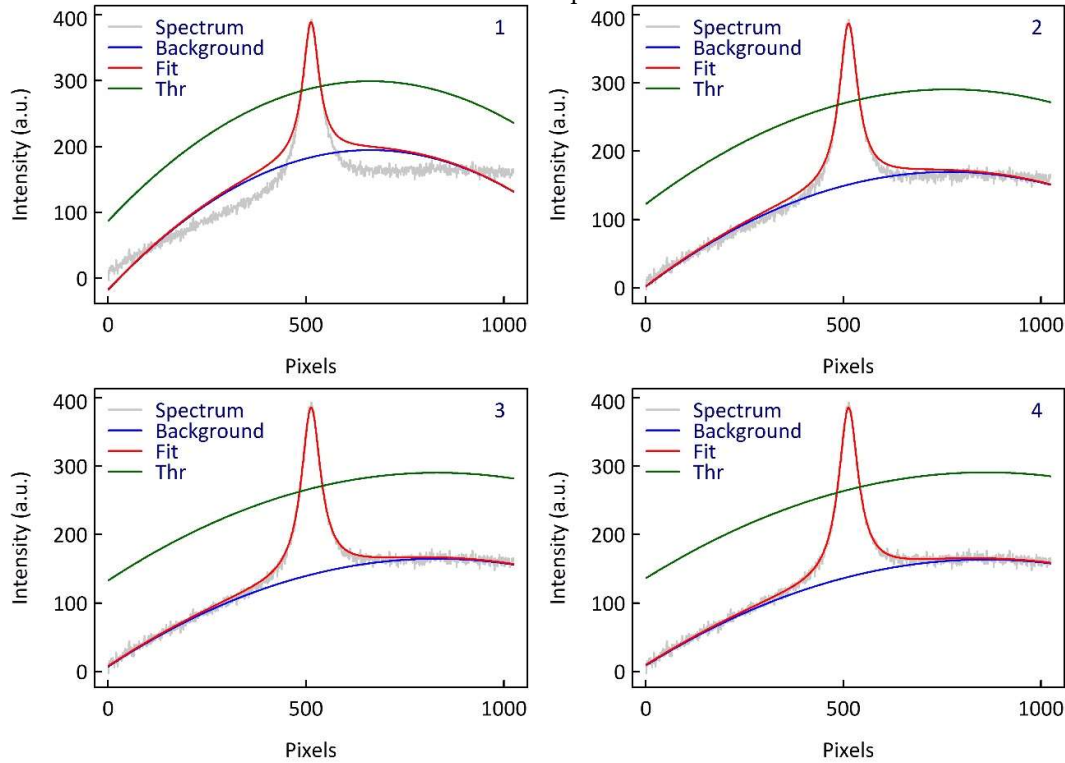 400
300
200
100
0
Intensity (a.u.)
Spectrum
Background
Fit
Thr
1
0
500
1000
Pixels
400
300
200
100
0
Intensity (a.u.)
Spectrum
Background
Fit
Thr
2
0
500
1000
Pixels
400
300
200
100
0
Intensity (a.u.)
Spectrum
Background
Fit
Thr
3
0
500
1000
Pixels
400
300
200
100
0
Intensity (a.u.)
Spectrum
Background
Fit
Thr
4
0
500
1000
Pixels